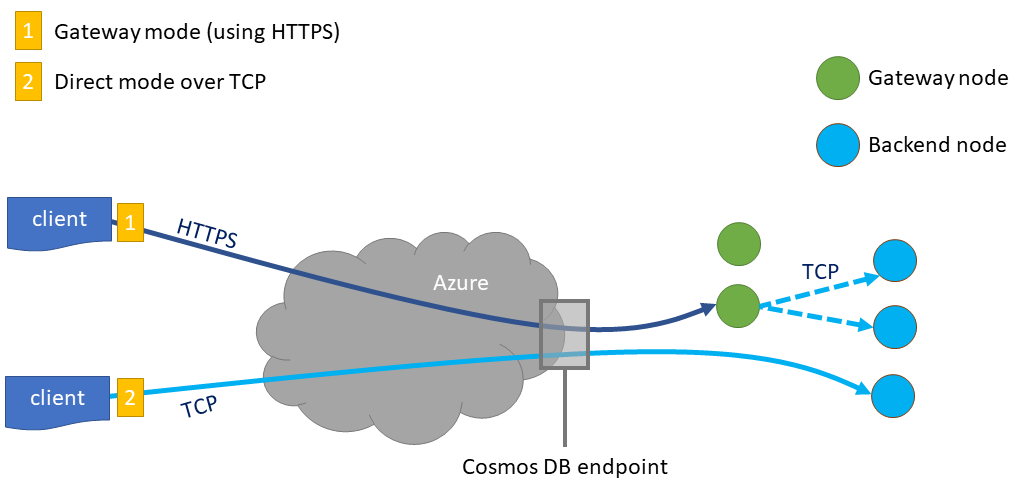 1 Gateway mode (using HTTPS)
2 Direct mode over TCP
Gateway node
Backend node
client 1
HTTPS
Azure
TCP
client 2
TCP
Cosmos DB endpoint